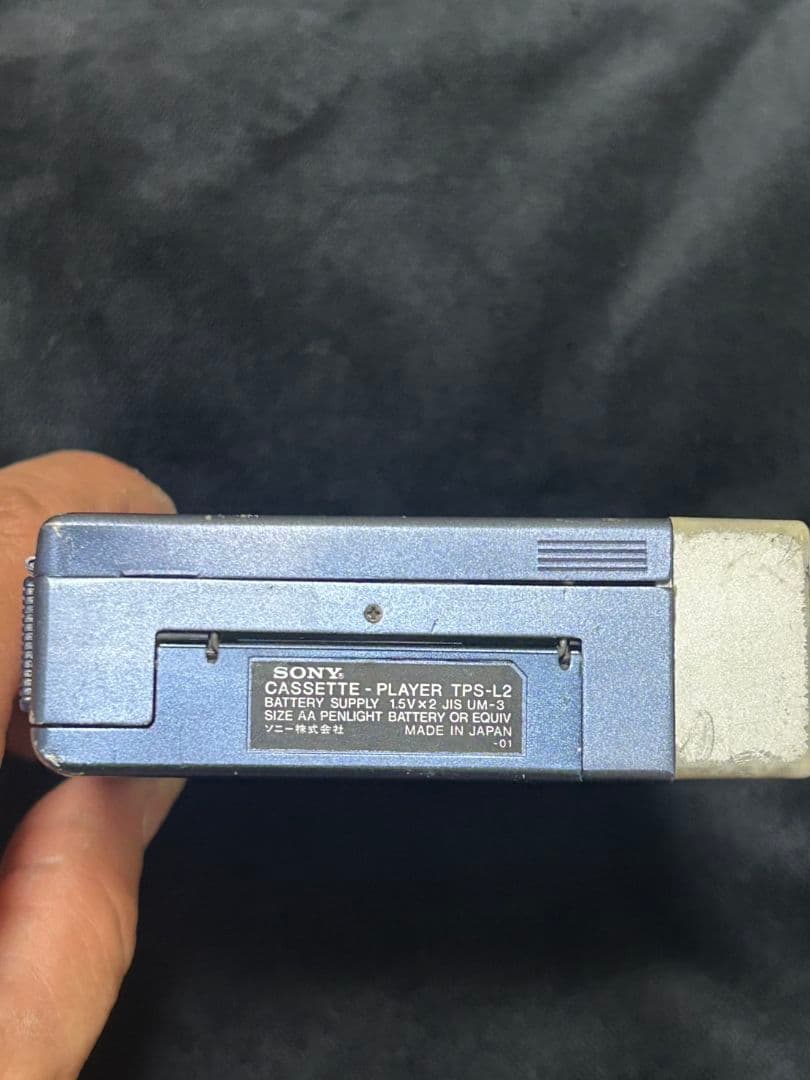 SONY
CASSETTE-PLAYER TPS-L2
BATTERY SUPPLY 1.5V×2 JIS UM-3
SIZE AA PENLIGHT BATTERY OR EQUIV
ソニー株式会社 MADE IN JAPAN
-01